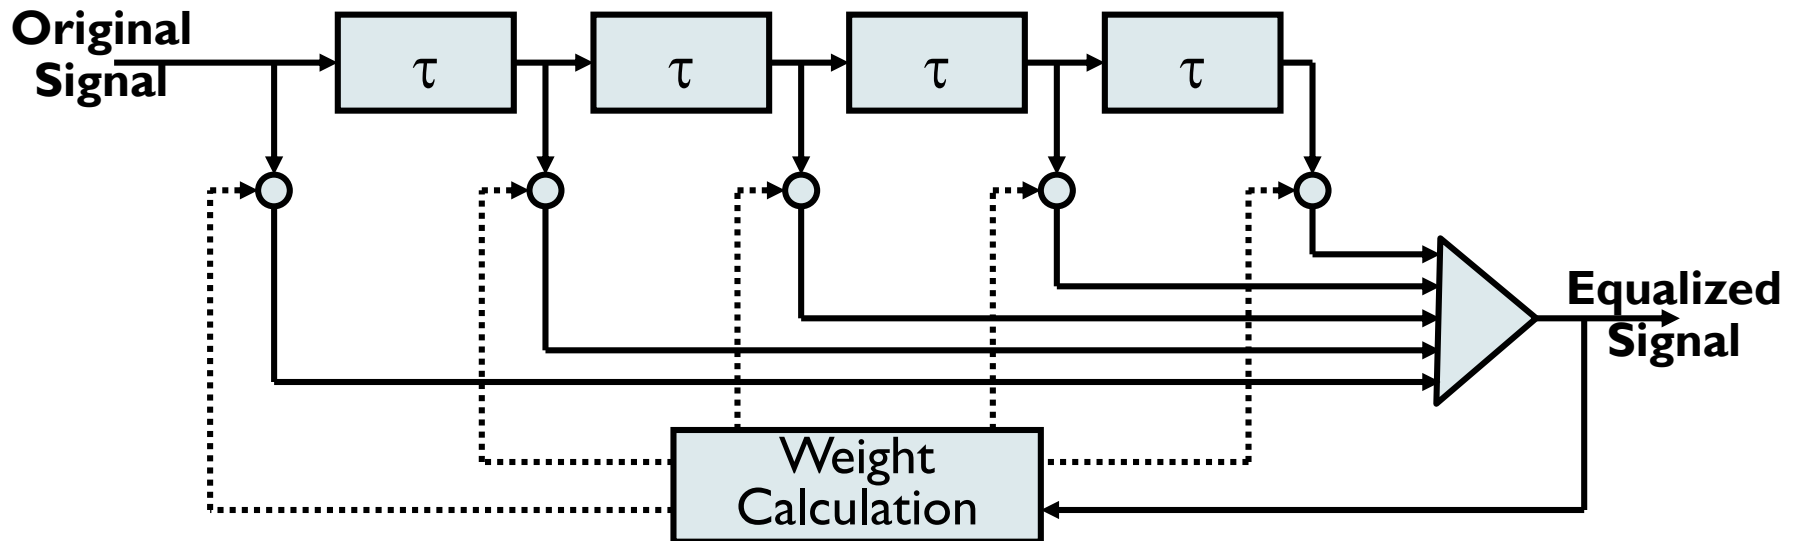 Original
Signal
τ
τ
τ
τ
Equalized
Signal
Weight
Calculation